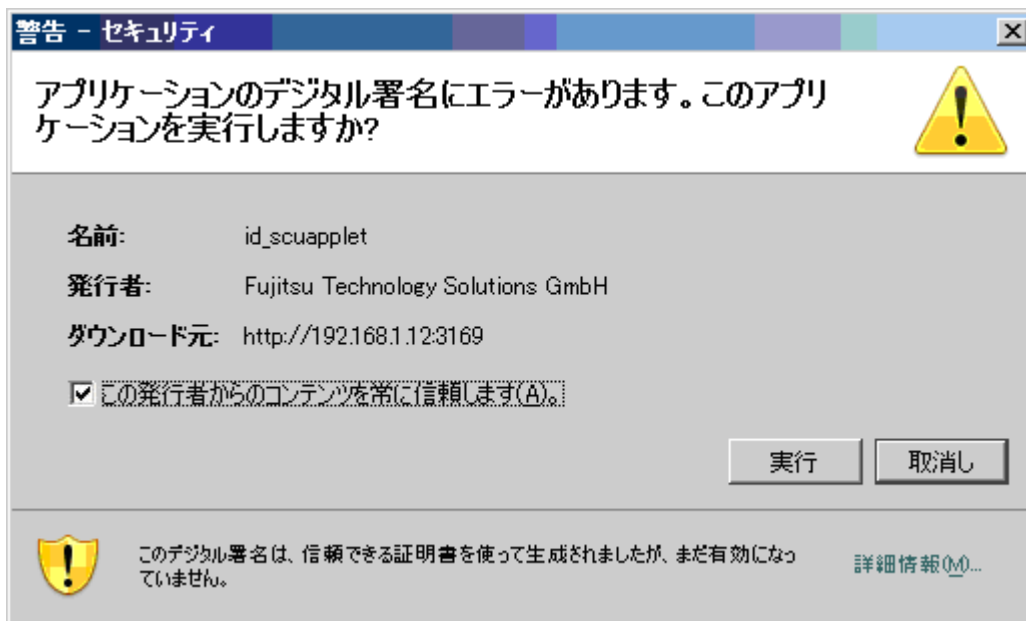 警告 - セキュリティ
アプリケーションのデジタル署名にエラーがあります。このアプリ
ケーションを実行しますか?
名前: id_scuapplet
発行者: Fujitsu Technology Solutions GmbH
ダウンロード元: http://192.168.1.12:3169
この発行者からのコンテンツを常に信頼します(A)。
実行 取消し
このデジタル署名は、信頼できる証明書を使って生成されましたが、まだ有効になっ
ていません。
詳細情報(M)...